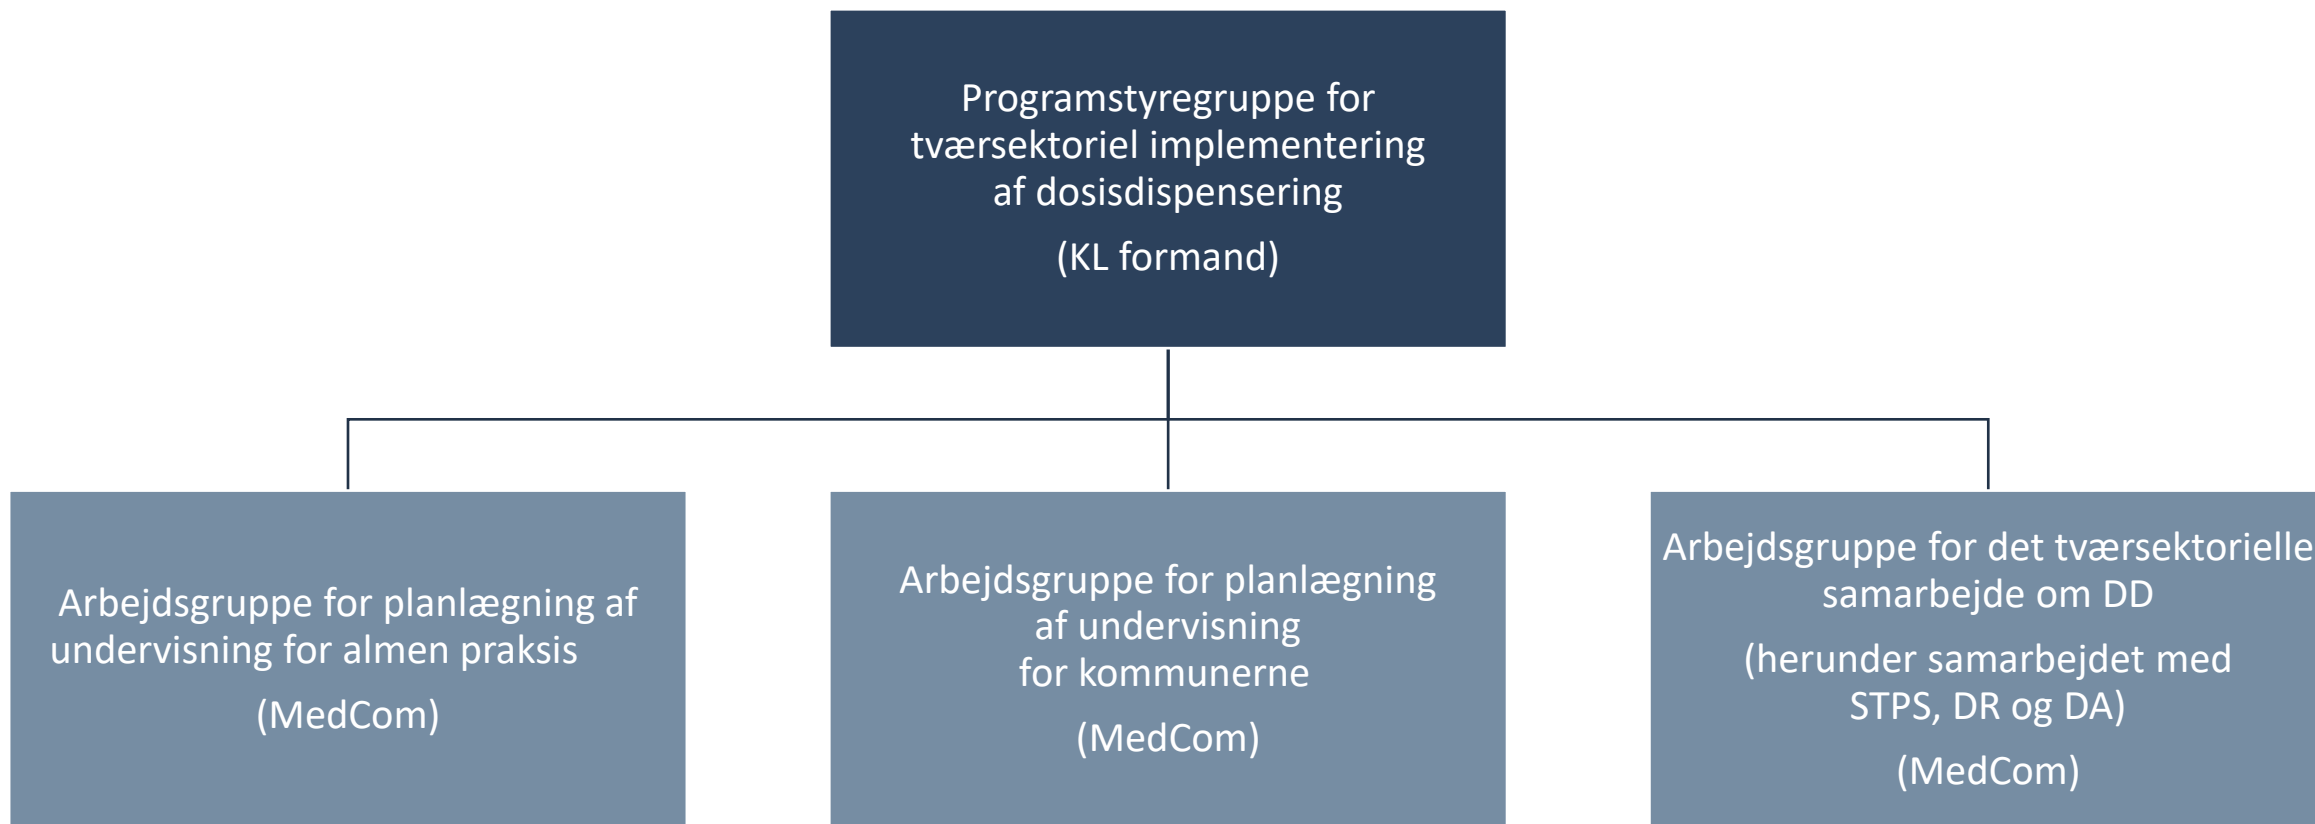 Programstyregruppe for
tværsektoriel implementering
af dosisdispensering
(KL formand)
Arbejdsgruppe for planlægning af
undervisning for almen praksis
(MedCom)
Arbejdsgruppe for planlægning
af undervisning
for kommunerne
(MedCom)
Arbejdsgruppe for det tværsektorielle
samarbejde om DD
(herunder samarbejdet med
STPS, DR og DA)
(MedCom)